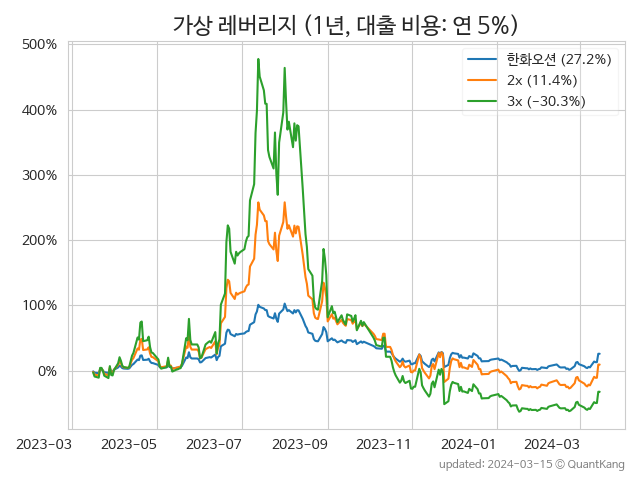 가상 레버리지 (1년, 대출 비용: 연 5%)
500%
400%
300%
200%
100%
0%
한화오션 (27.2%)
2x (11.4%)
3x (−30.3%)
2023-03
2023-05
2023-07
2023-09
2023-11
2024-01
2024-03
updated: 2024-03-15 © QuantKang